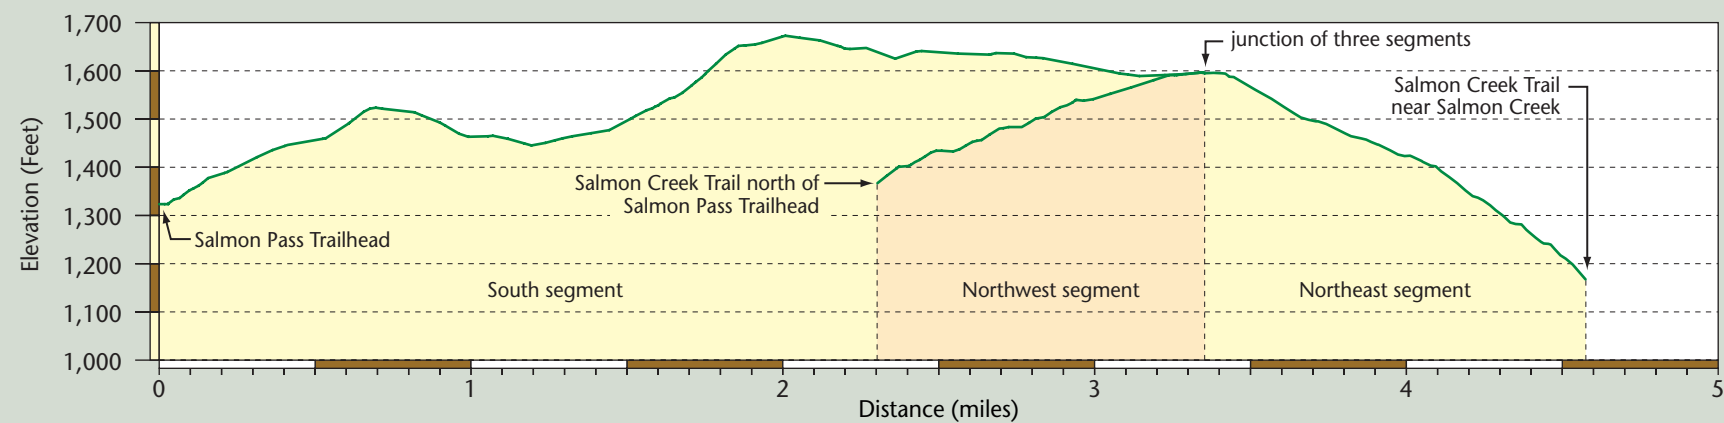 1,700
1,600
1,500
1,400
1,300
1,200
1,100
1,000
Elevation (Feet)
junction of three segments
Salmon Creek Trail
near Salmon Creek
Salmon Creek Trail north of
Salmon Pass Trailhead
Salmon Pass Trailhead
South segment
Northwest segment
Northeast segment
0 1 2 3 4 5
Distance (miles)